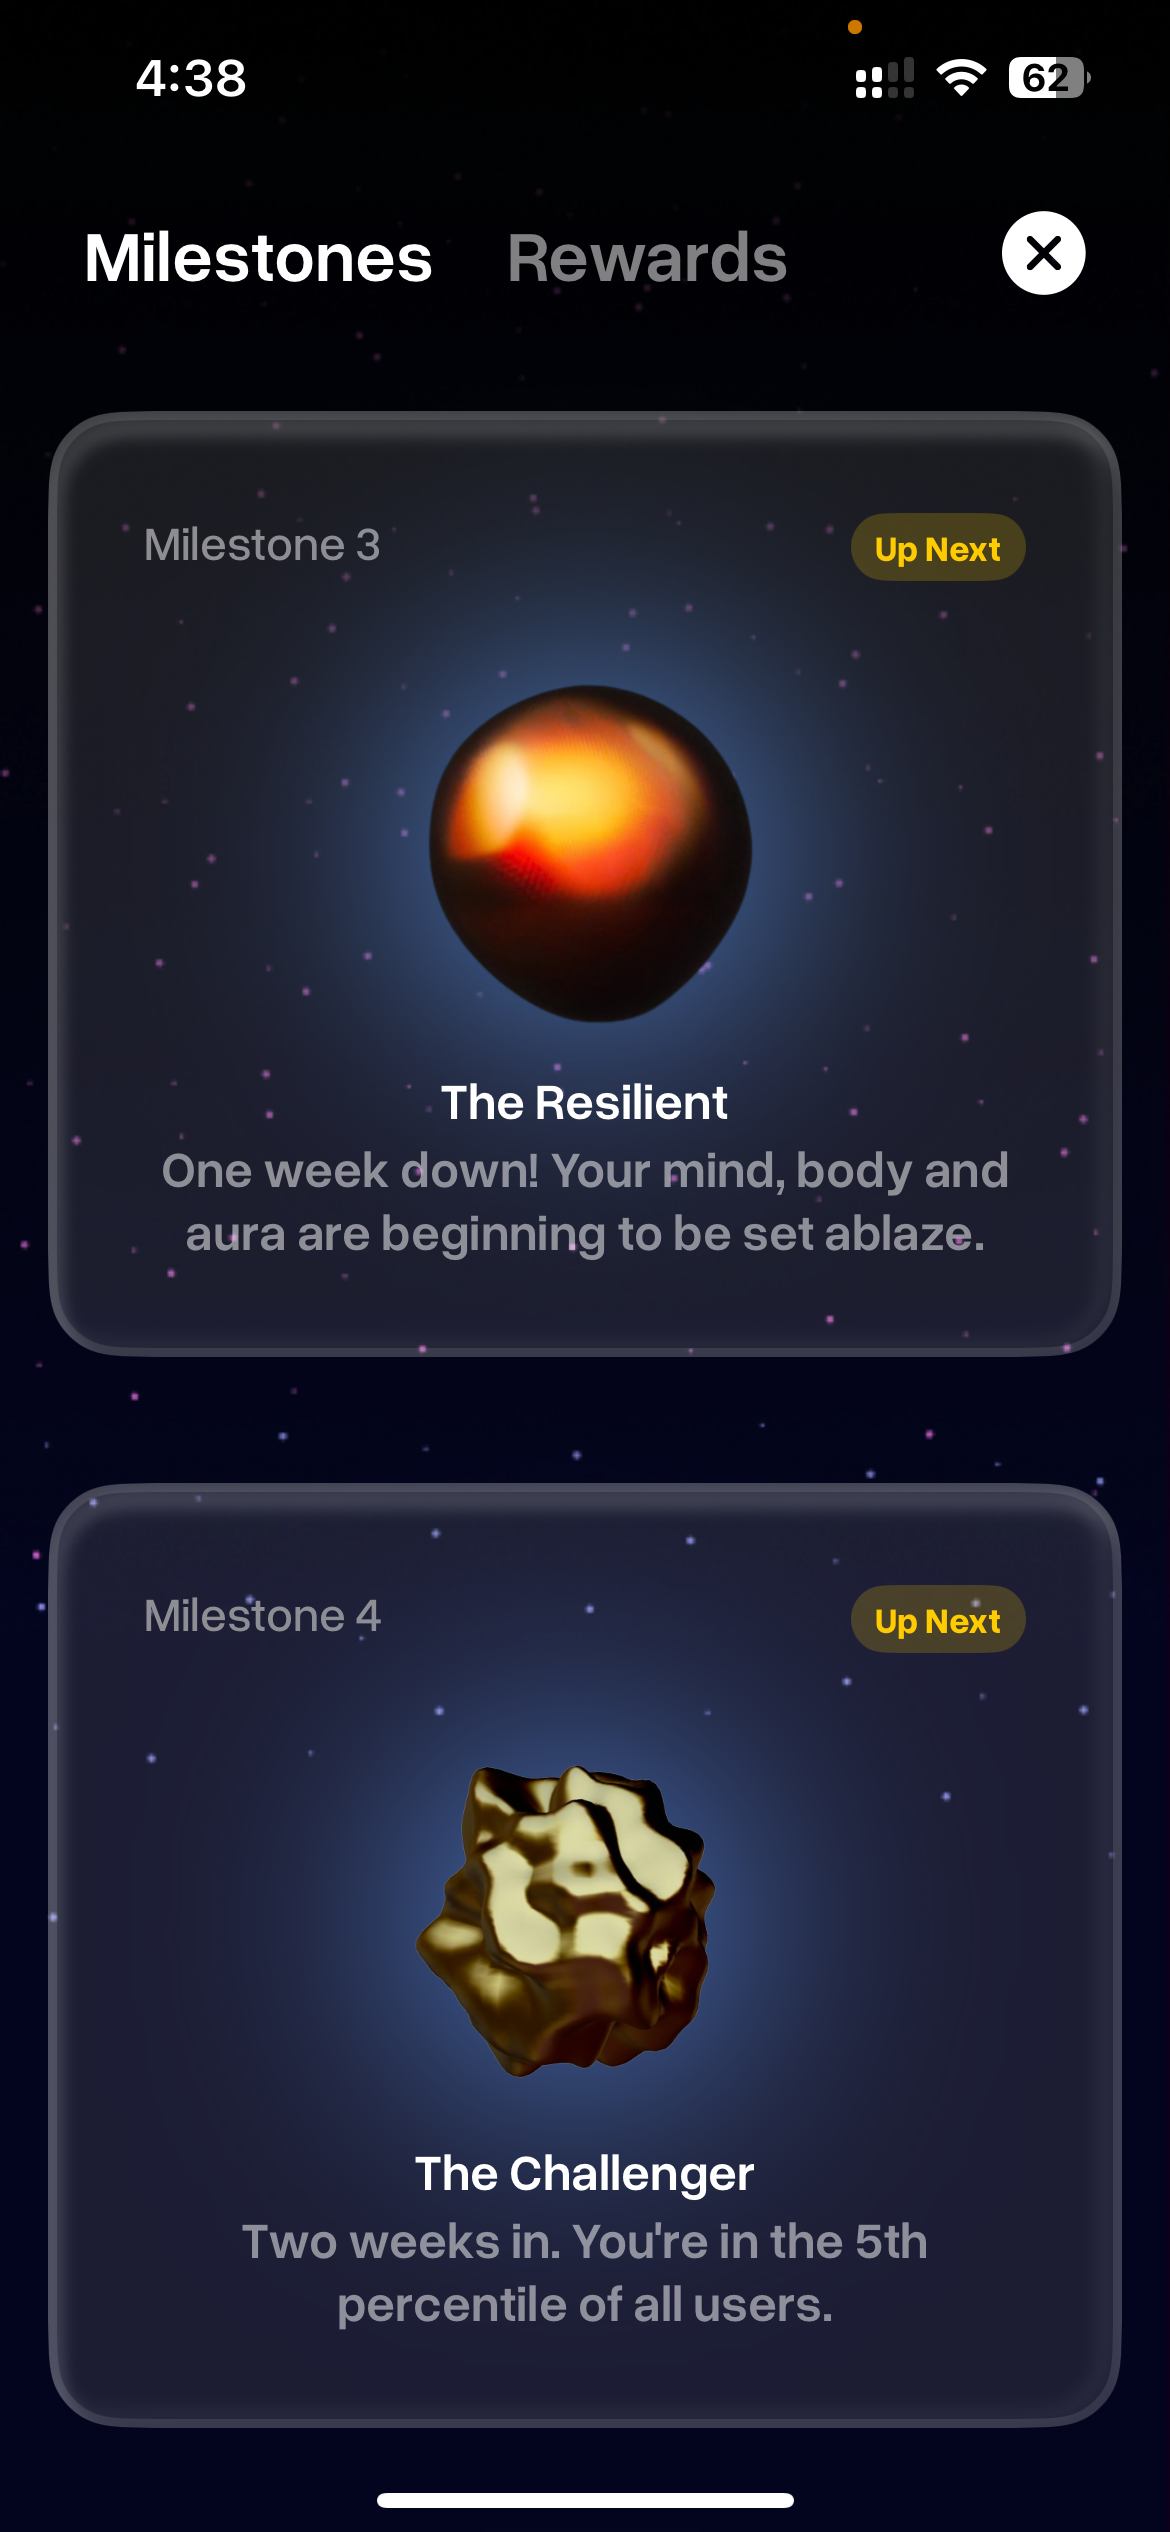 4:38
62
Milestones
Rewards
Milestone 3
Up Next
The Resilient
One week down! Your mind, body and
aura are beginning to be set ablaze.
Milestone 4
Up Next
The Challenger
Two weeks in. You're in the 5th
percentile of all users.